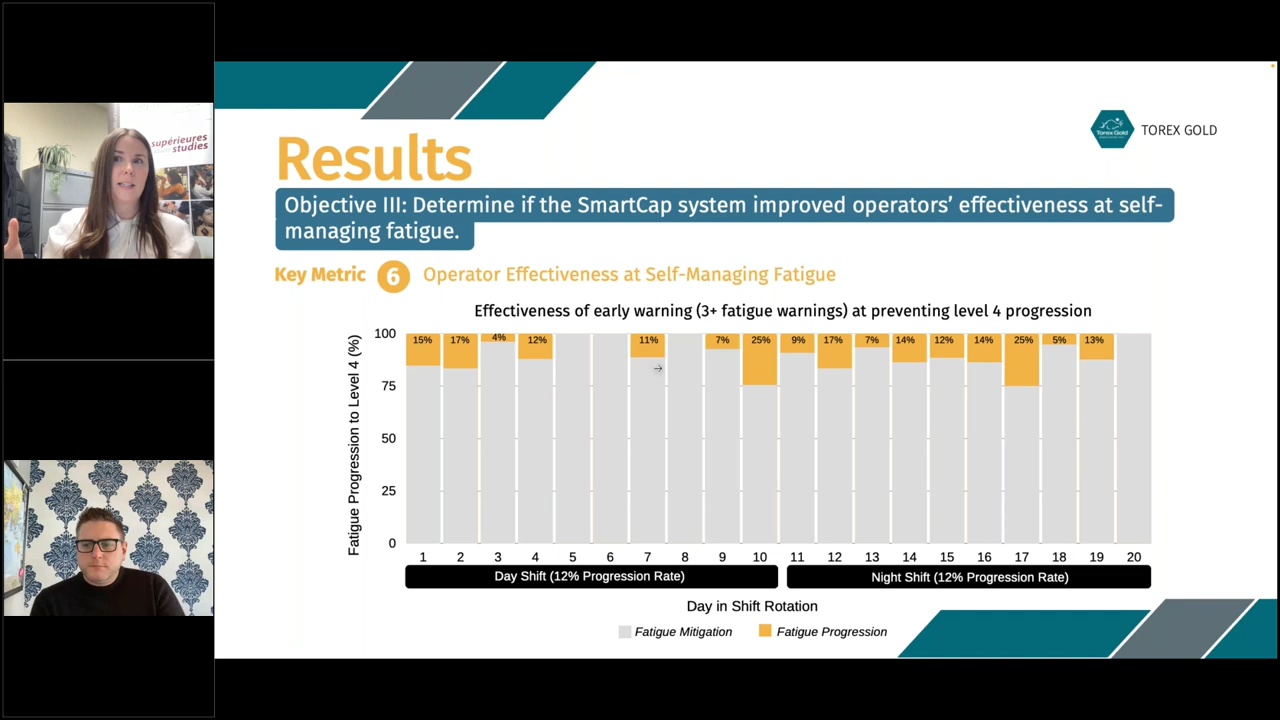 supérieures
studies
Torex Gold
TOREX GOLD
Results
Objective III: Determine if the SmartCap system improved operators' effectiveness at self-
managing fatigue.
Key Metric 6 Operator Effectiveness at Self-Managing Fatigue
Effectiveness of early warning (3+ fatigue warnings) at preventing level 4 progression
Fatigue Progression to Level 4 (%)
100
75
50
25
0
15% 17% 4% 12% 11% 7% 25% 9% 17% 7% 14% 12% 14% 25% 5% 13%
1 2 3 4 5 6 7 8 9 10 11 12 13 14 15 16 17 18 19 20
Day Shift (12% Progression Rate) Night Shift (12% Progression Rate)
Day in Shift Rotation
Fatigue Mitigation Fatigue Progression